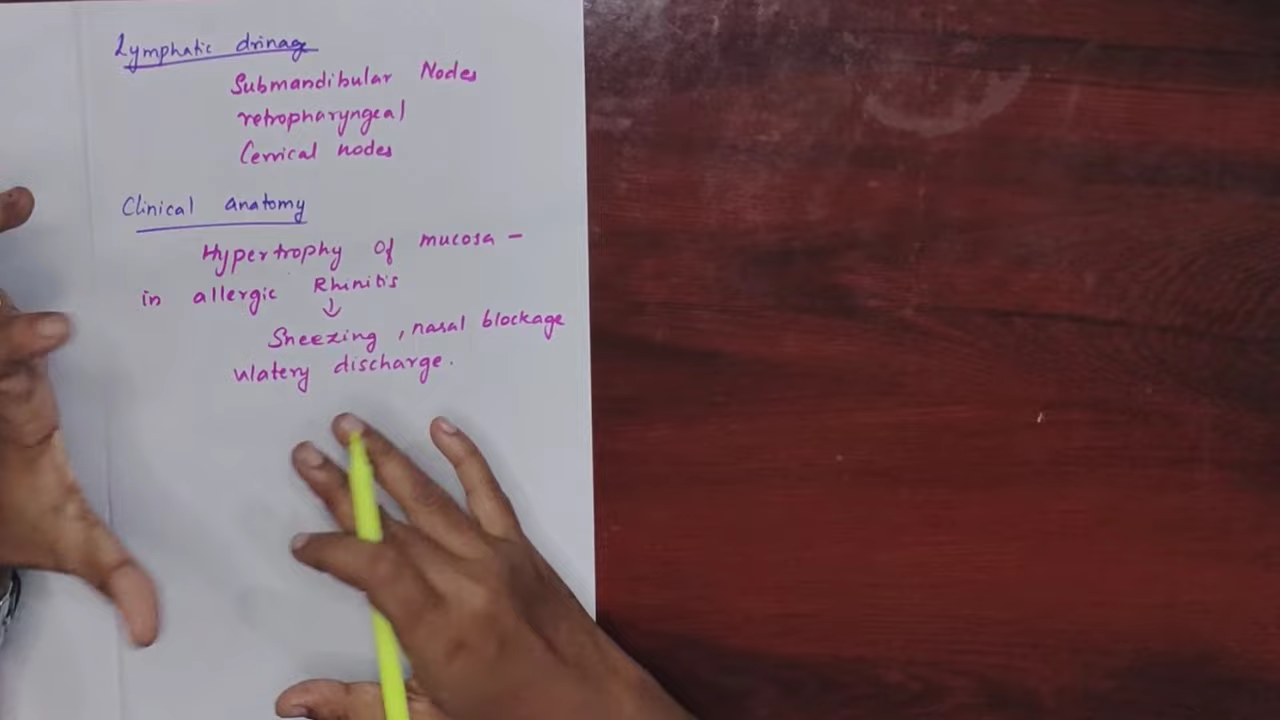 Lymphatic drinage
Submandibular Nodes
retropharyngeal
Cervical nodes
Clinical anatomy
Hypertrophy of mucosa -
in allergic Rhinitis
↓
Sneezing , nasal blockage
watery discharge.